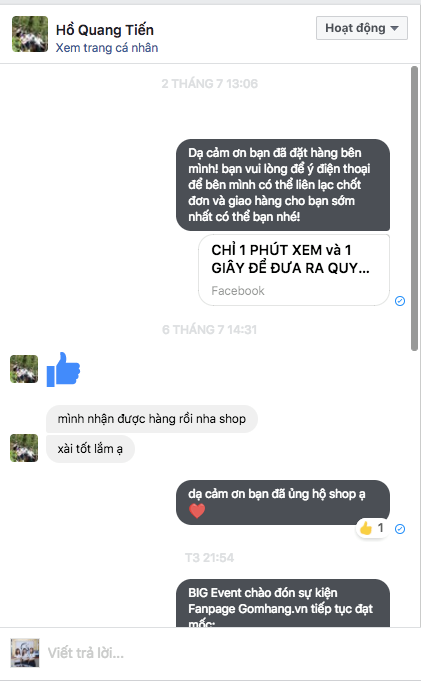 Hồ Quang Tiến
Xem trang cá nhân
Hoạt động
2 THÁNG 7 13:06
Dạ cảm ơn bạn đã đặt hàng bên
mình! bạn vui lòng để ý điện thoại
để bên mình có thể liên lạc chốt
đơn và giao hàng cho bạn sớm
nhất có thể bạn nhé!
CHỈ 1 PHÚT XEM và 1
GIÂY ĐỂ ĐƯA RA QUY...
Facebook
6 THÁNG 7 14:31
mình nhận được hàng rồi nha shop
xài tốt lắm ạ
dạ cảm ơn bạn đã ủng hộ shop ạ
1
T3 21:54
BIG Event chào đón sự kiện
Fanpage Gomhang.vn tiếp tục đạt
mốc:
Viết trả lời...